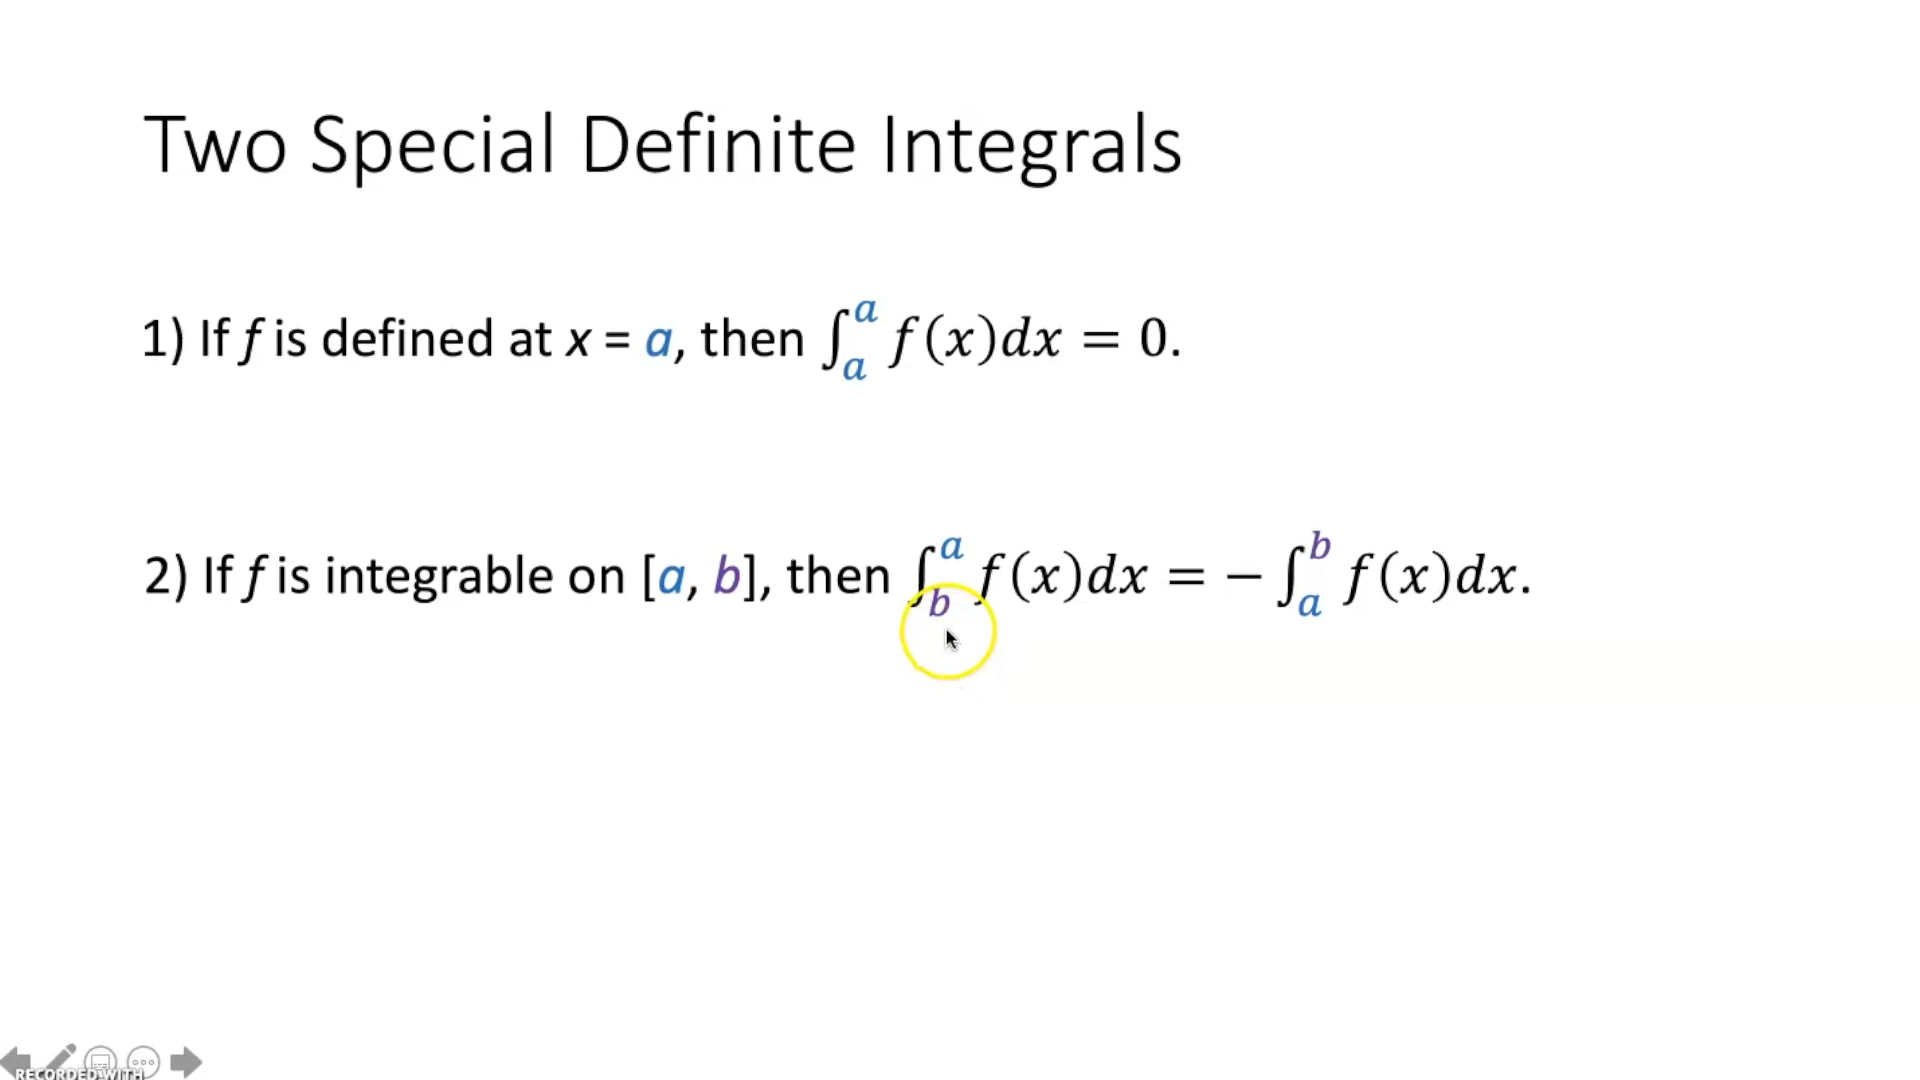 Two Special Definite Integrals
1) If f is defined at x = a, then ∫ₐᵃ f(x)dx = 0.
2) If f is integrable on [a, b], then ∫_b^a f(x)dx = − ∫_a^b f(x)dx.
RECORDED WITH